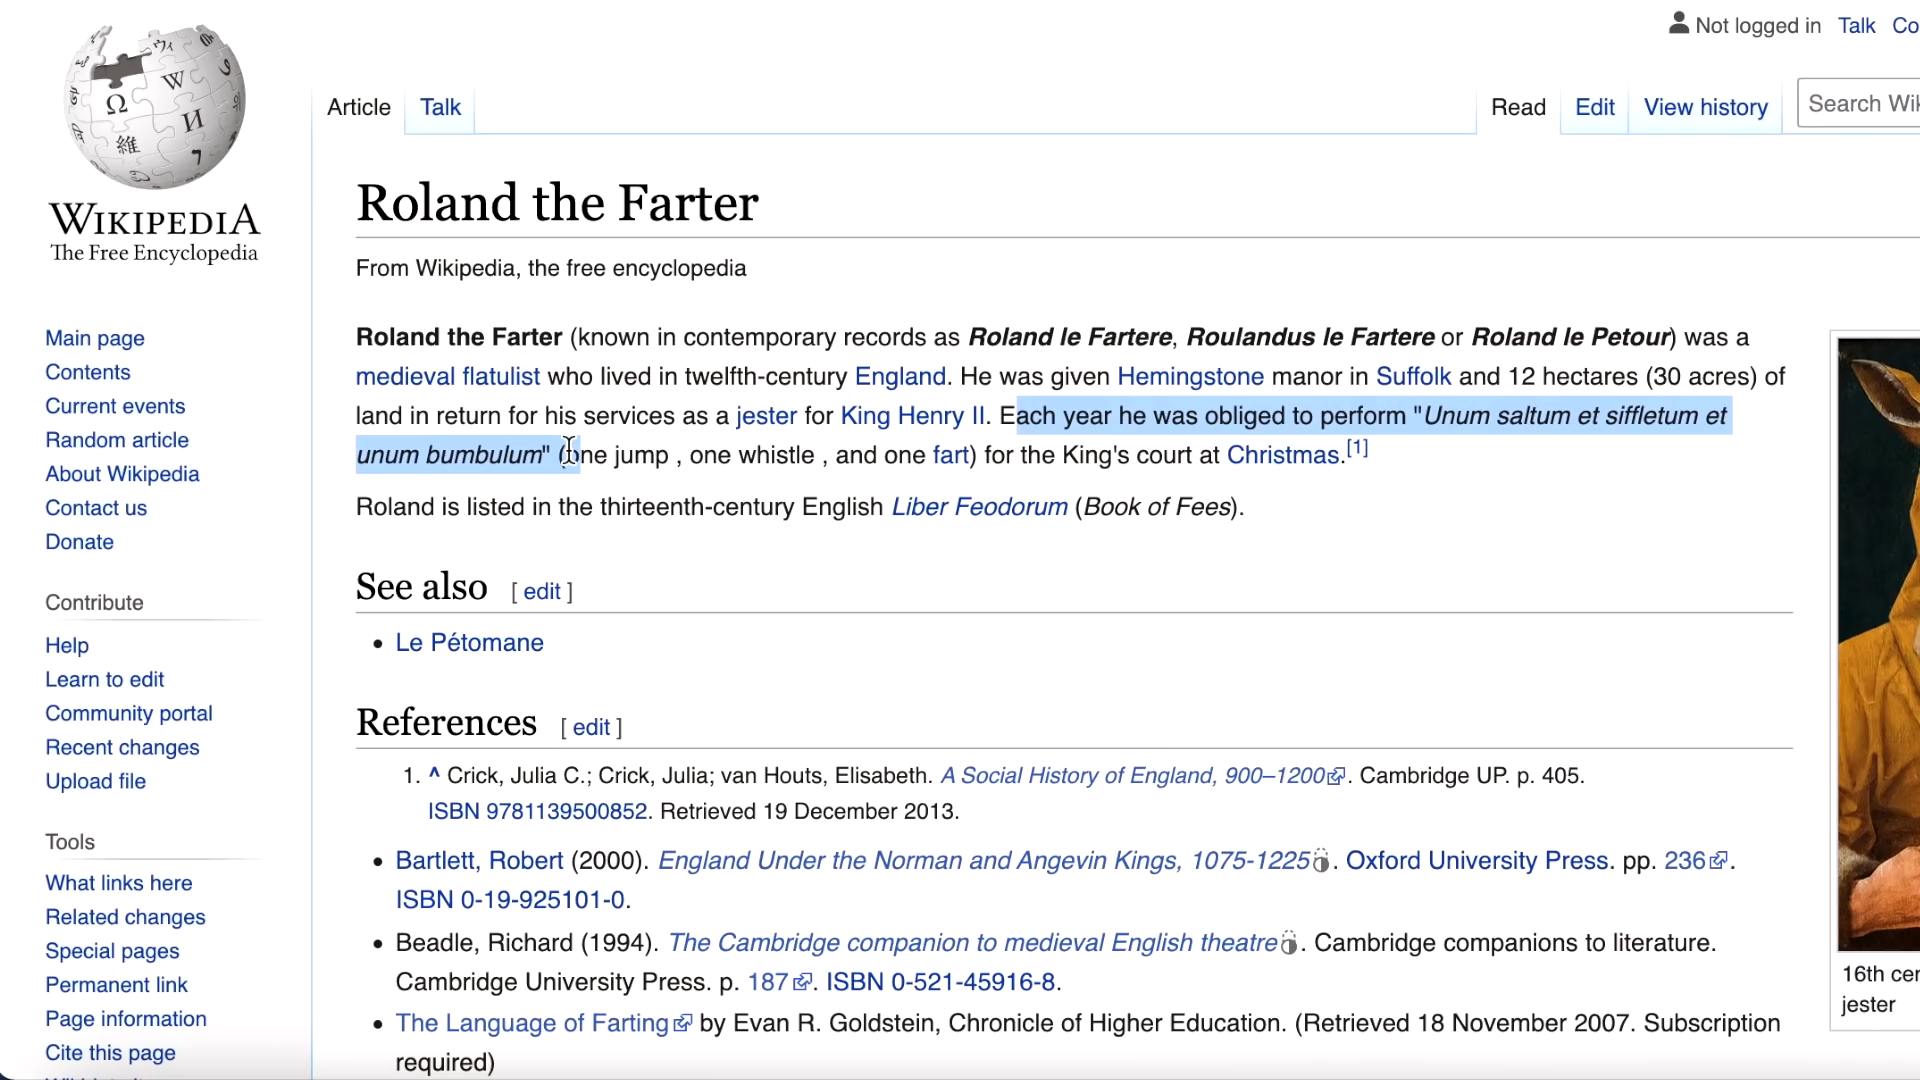 Not logged in Talk Co
Article Talk Read Edit View history Search Wik
WIKIPEDIA
The Free Encyclopedia
Roland the Farter
From Wikipedia, the free encyclopedia
Roland the Farter (known in contemporary records as Roland le Fartere, Roulandus le Fartere or Roland le Petour) was a
medieval flatulist who lived in twelfth-century England. He was given Hemingstone manor in Suffolk and 12 hectares (30 acres) of
land in return for his services as a jester for King Henry II. Each year he was obliged to perform "Unum saltum et siffletum et
unum bumbulum" (one jump , one whistle , and one fart) for the King's court at Christmas.[1]
Roland is listed in the thirteenth-century English Liber Feodorum (Book of Fees).
See also [ edit ]
• Le Pétomane
References [ edit ]
1. ^ Crick, Julia C.; Crick, Julia; van Houts, Elisabeth. A Social History of England, 900–1200. Cambridge UP. p. 405.
ISBN 9781139500852. Retrieved 19 December 2013.
• Bartlett, Robert (2000). England Under the Norman and Angevin Kings, 1075-1225. Oxford University Press. pp. 236.
ISBN 0-19-925101-0.
• Beadle, Richard (1994). The Cambridge companion to medieval English theatre. Cambridge companions to literature.
Cambridge University Press. p. 187. ISBN 0-521-45916-8.
• The Language of Farting by Evan R. Goldstein, Chronicle of Higher Education. (Retrieved 18 November 2007. Subscription
required)
Main page
Contents
Current events
Random article
About Wikipedia
Contact us
Donate
Contribute
Help
Learn to edit
Community portal
Recent changes
Upload file
Tools
What links here
Related changes
Special pages
Permanent link
Page information
Cite this page
16th cen
jester